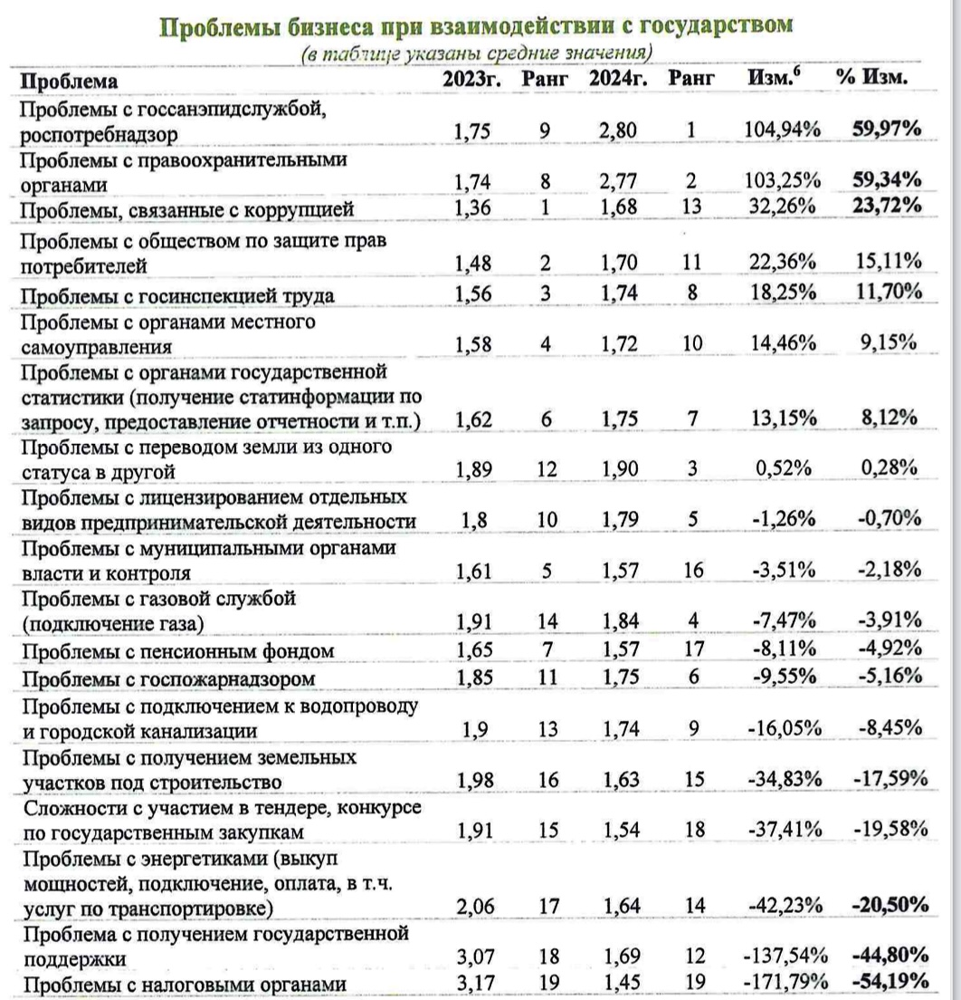 Проблемы бизнеса при взаимодействии с государством
(в таблице указаны средние значения)
Проблема 2023г. Ранг 2024г. Ранг Изм.⁶ % Изм.
Проблемы с госсанэпидслужбой,
роспотребнадзор 1,75 9 2,80 1 104,94% 59,97%
Проблемы с правоохранительными
органами 1,74 8 2,77 2 103,25% 59,34%
Проблемы, связанные с коррупцией 1,36 1 1,68 13 32,26% 23,72%
Проблемы с обществом по защите прав
потребителей 1,48 2 1,70 11 22,36% 15,11%
Проблемы с госинспекцией труда 1,56 3 1,74 8 18,25% 11,70%
Проблемы с органами местного
самоуправления 1,58 4 1,72 10 14,46% 9,15%
Проблемы с органами государственной
статистики (получение статинформации по
запросу, предоставление отчетности и т.п.) 1,62 6 1,75 7 13,15% 8,12%
Проблемы с переводом земли из одного
статуса в другой 1,89 12 1,90 3 0,52% 0,28%
Проблемы с лицензированием отдельных
видов предпринимательской деятельности 1,8 10 1,79 5 -1,26% -0,70%
Проблемы с муниципальными органами
власти и контроля 1,61 5 1,57 16 -3,51% -2,18%
Проблемы с газовой службой
(подключение газа) 1,91 14 1,84 4 -7,47% -3,91%
Проблемы с пенсионным фондом 1,65 7 1,57 17 -8,11% -4,92%
Проблемы с госпожарнадзором 1,85 11 1,75 6 -9,55% -5,16%
Проблемы с подключением к водопроводу
и городской канализации 1,9 13 1,74 9 -16,05% -8,45%
Проблемы с получением земельных
участков под строительство 1,98 16 1,63 15 -34,83% -17,59%
Сложности с участием в тендере, конкурсе
по государственным закупкам 1,91 15 1,54 18 -37,41% -19,58%
Проблемы с энергетиками (выкуп
мощностей, подключение, оплата, в т.ч.
услуг по транспортировке) 2,06 17 1,64 14 -42,23% -20,50%
Проблема с получением государственной
поддержки 3,07 18 1,69 12 -137,54% -44,80%
Проблемы с налоговыми органами 3,17 19 1,45 19 -171,79% -54,19%